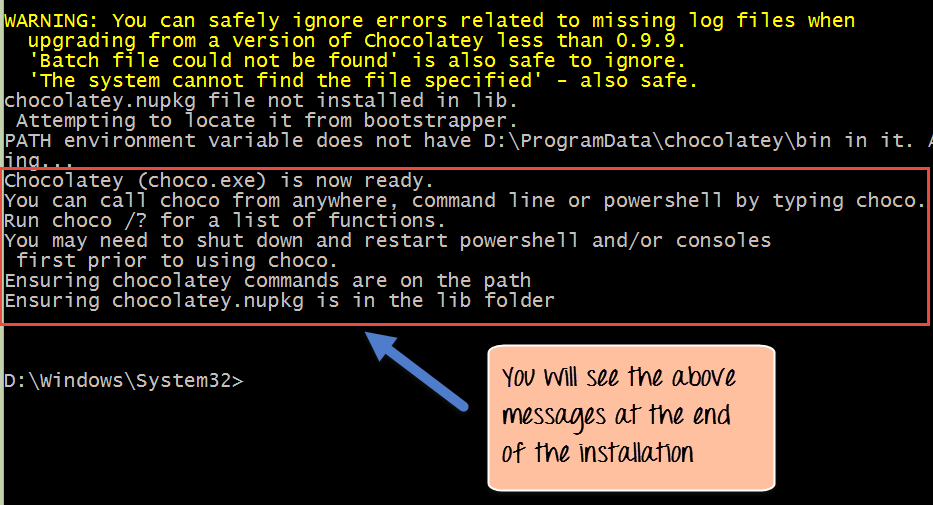 WARNING: You can safely ignore errors related to missing log files when
upgrading from a version of Chocolatey less than 0.9.9.
'Batch file could not be found' is also safe to ignore.
'The system cannot find the file specified' - also safe.
chocolatey.nupkg file not installed in lib.
Attempting to locate it from bootstrapper.
PATH environment variable does not have D:\ProgramData\chocolatey\bin in it. A
ing...
Chocolatey (choco.exe) is now ready.
You can call choco from anywhere, command line or powershell by typing choco.
Run choco /? for a list of functions.
You may need to shut down and restart powershell and/or consoles
first prior to using choco.
Ensuring chocolatey commands are on the path
Ensuring chocolatey.nupkg is in the lib folder
D:\Windows\System32>
You will see the above
messages at the end
of the installation